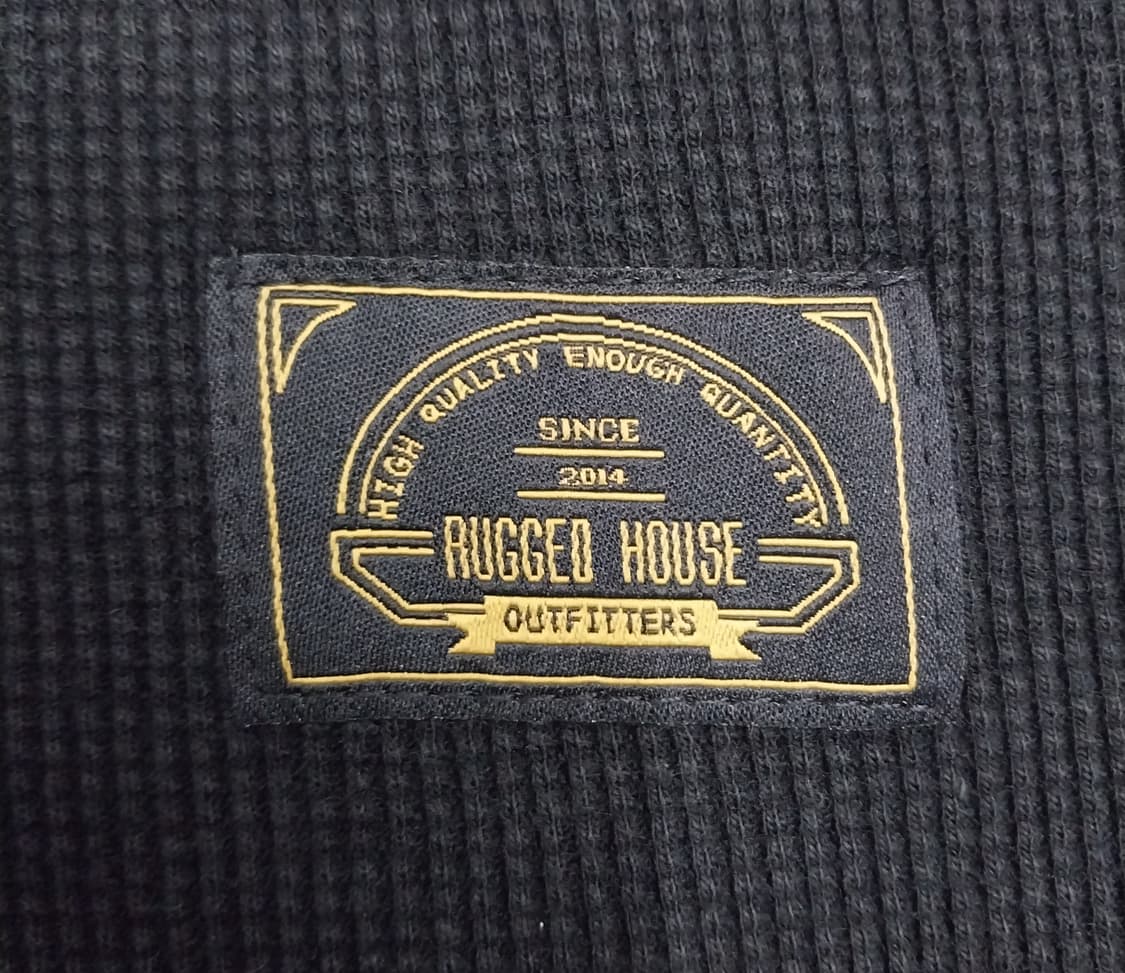 HIGH QUALITY ENOUGH QUANTITY
SINCE
2014
RUGGED HOUSE
OUTFITTERS